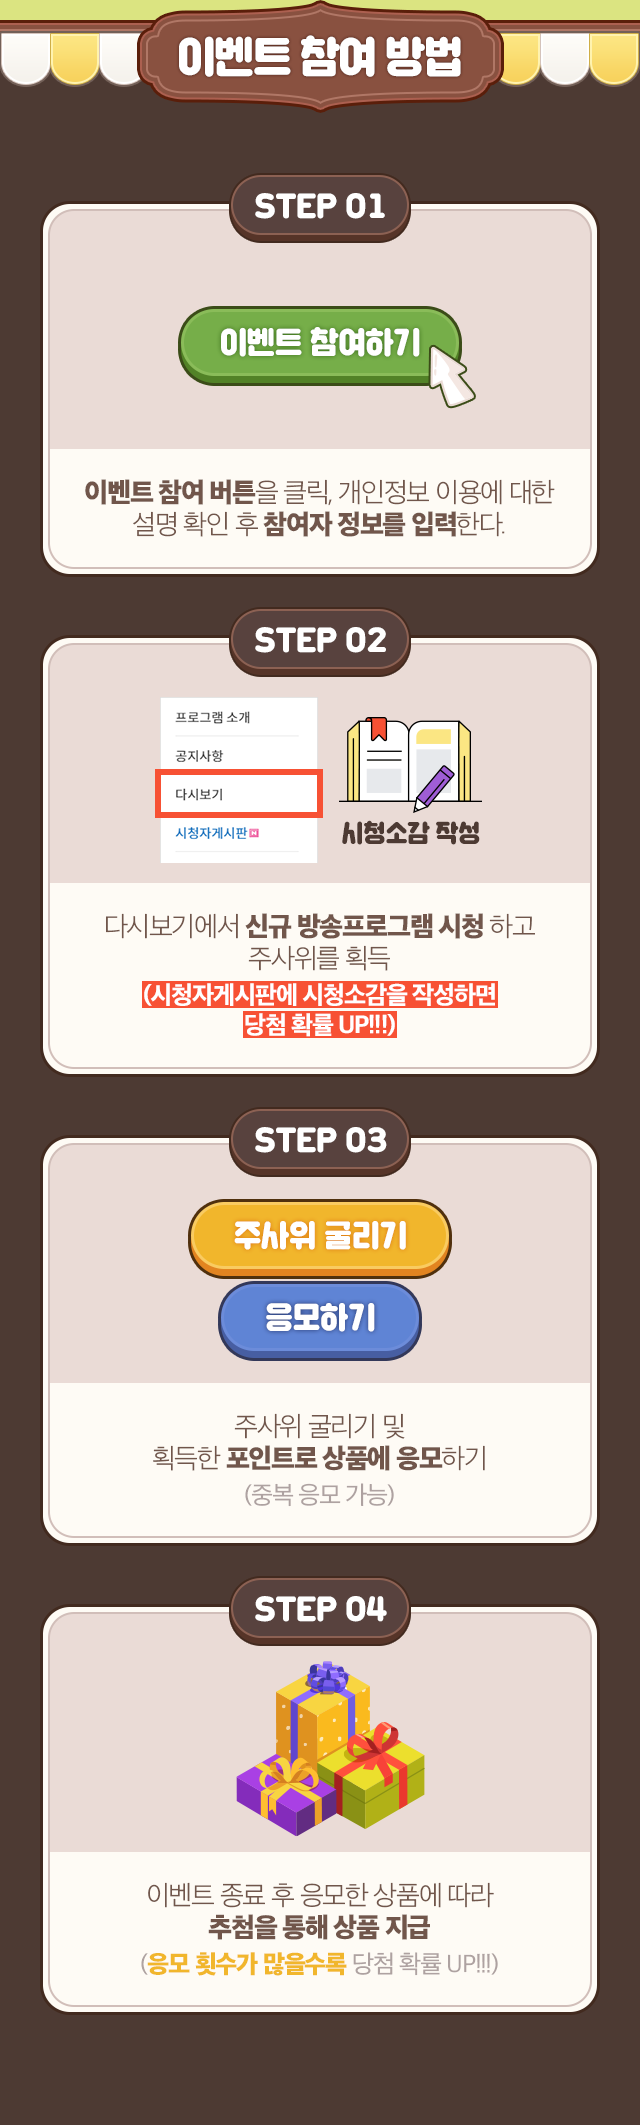 이벤트 참여 방법
STEP 01
이벤트 참여하기
이벤트 참여 버튼을 클릭, 개인정보 이용에 대한
설명 확인 후 참여자 정보를 입력한다.
STEP 02
프로그램 소개
공지사항
다시보기
시청자게시판 N
시청소감 작성
다시보기에서 신규 방송프로그램 시청 하고
주사위를 획득
(시청자게시판에 시청소감을 작성하면
당첨 확률 UP!!!)
STEP 03
주사위 굴리기
응모하기
주사위 굴리기 및
획득한 포인트로 상품에 응모하기
(중복 응모 가능)
STEP 04
이벤트 종료 후 응모한 상품에 따라
추첨을 통해 상품 지급
(응모 횟수가 많을수록 당첨 확률 UP!!!)